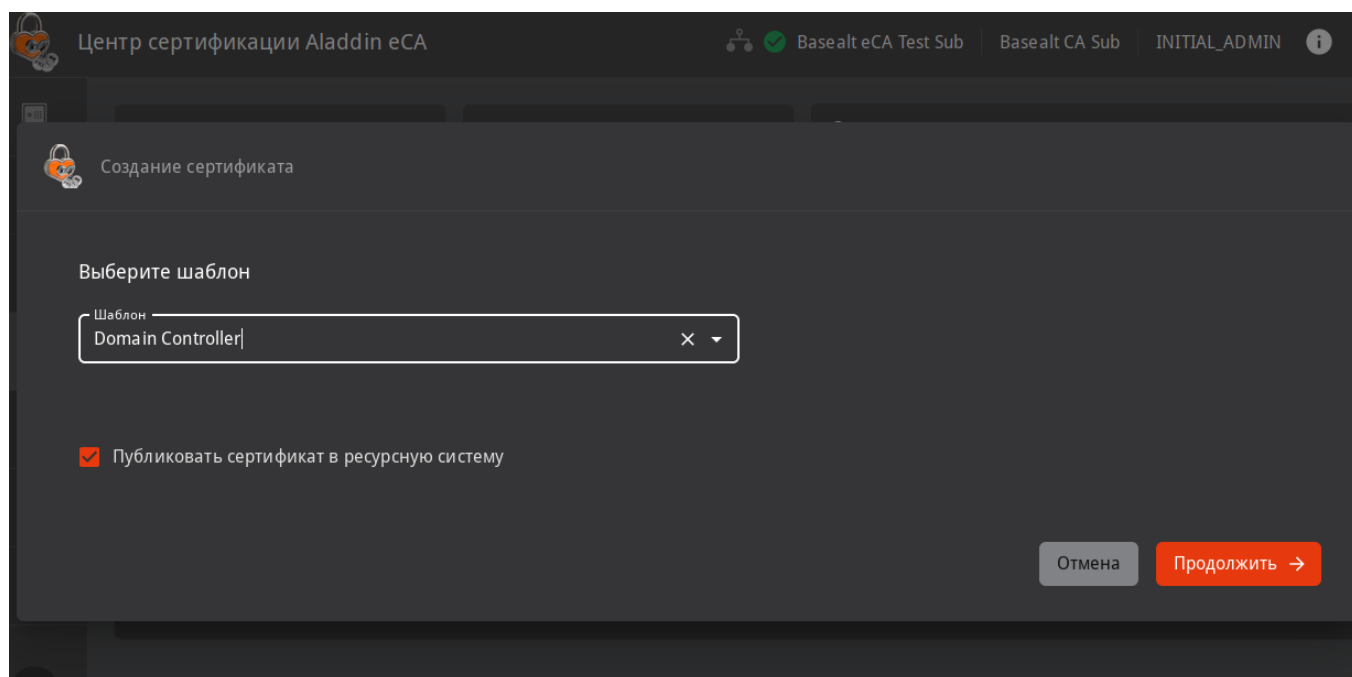 Центр сертификации Aladdin eCA
Basealt eCA Test Sub
Basealt CA Sub
INITIAL_ADMIN
Создание сертификата
Выберите шаблон
Шаблон
Domain Controller
Публиковать сертификат в ресурсную систему
Отмена
Продолжить →